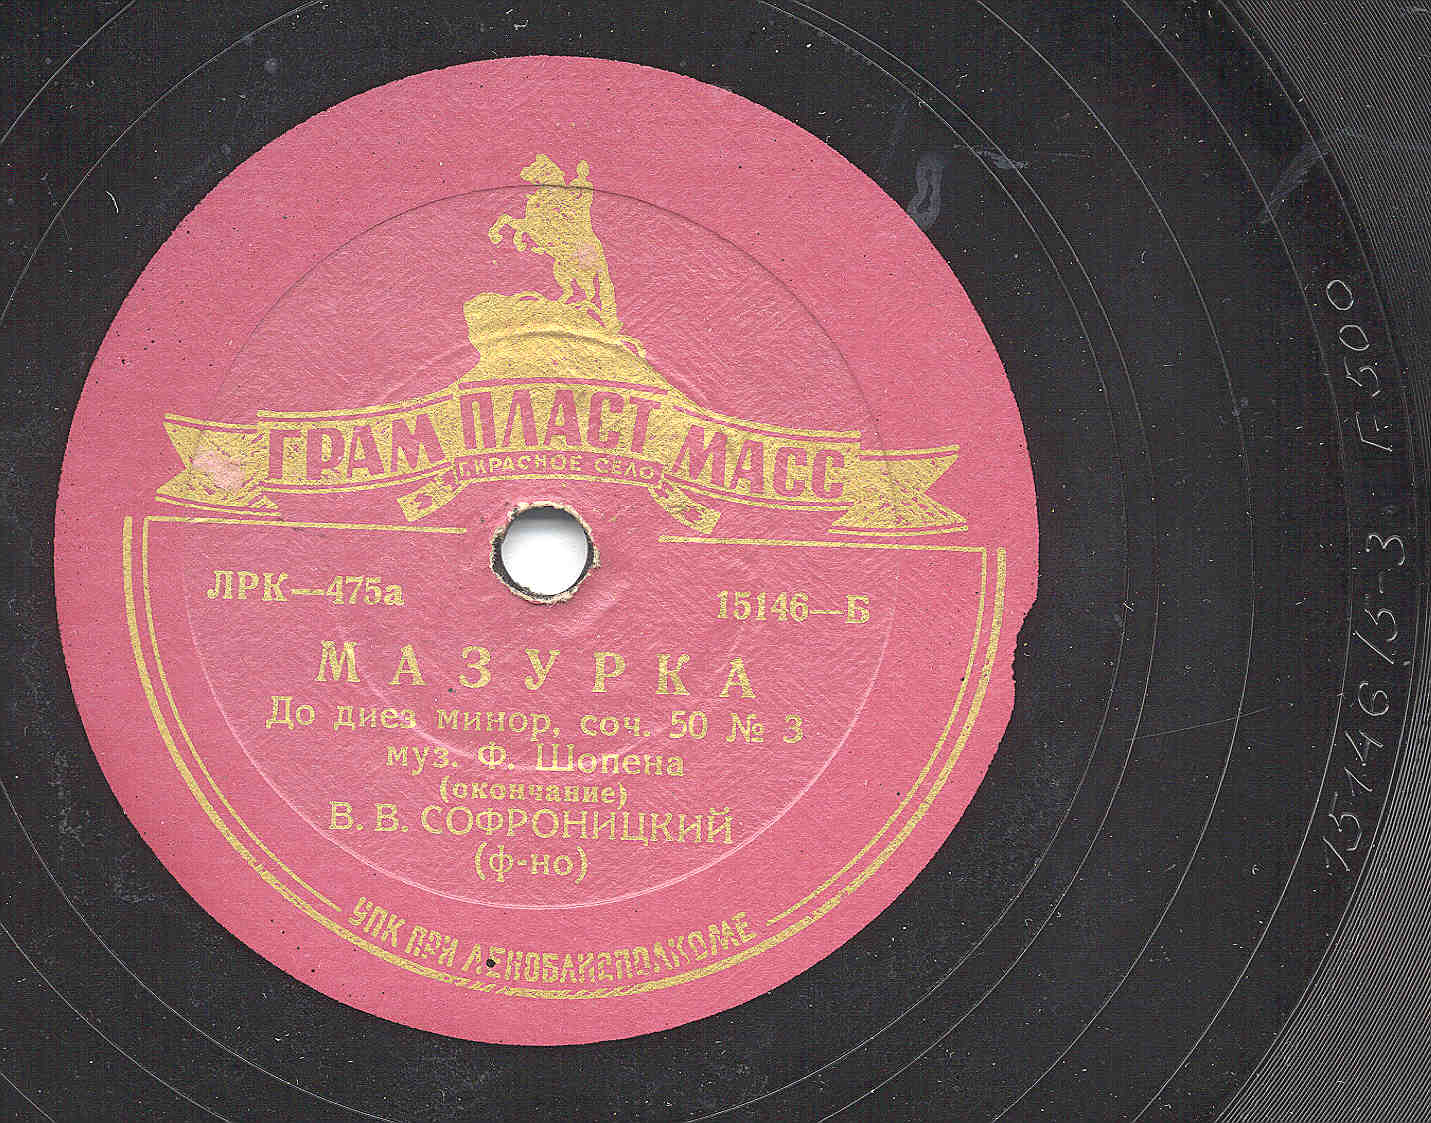 ГРАМ ПЛАСТ МАСС
Г. КРАСНОЕ СЕЛО
ЛРК—475а
15146—Б
МАЗУРКА
До диез минор, соч. 50 № 3
муз. Ф. Шопена
(окончание)
В. В. СОФРОНИЦКИЙ
(ф-но)
УПК ПРИ ЛЕНОБЛИСПОЛКОМЕ
15146 15-3